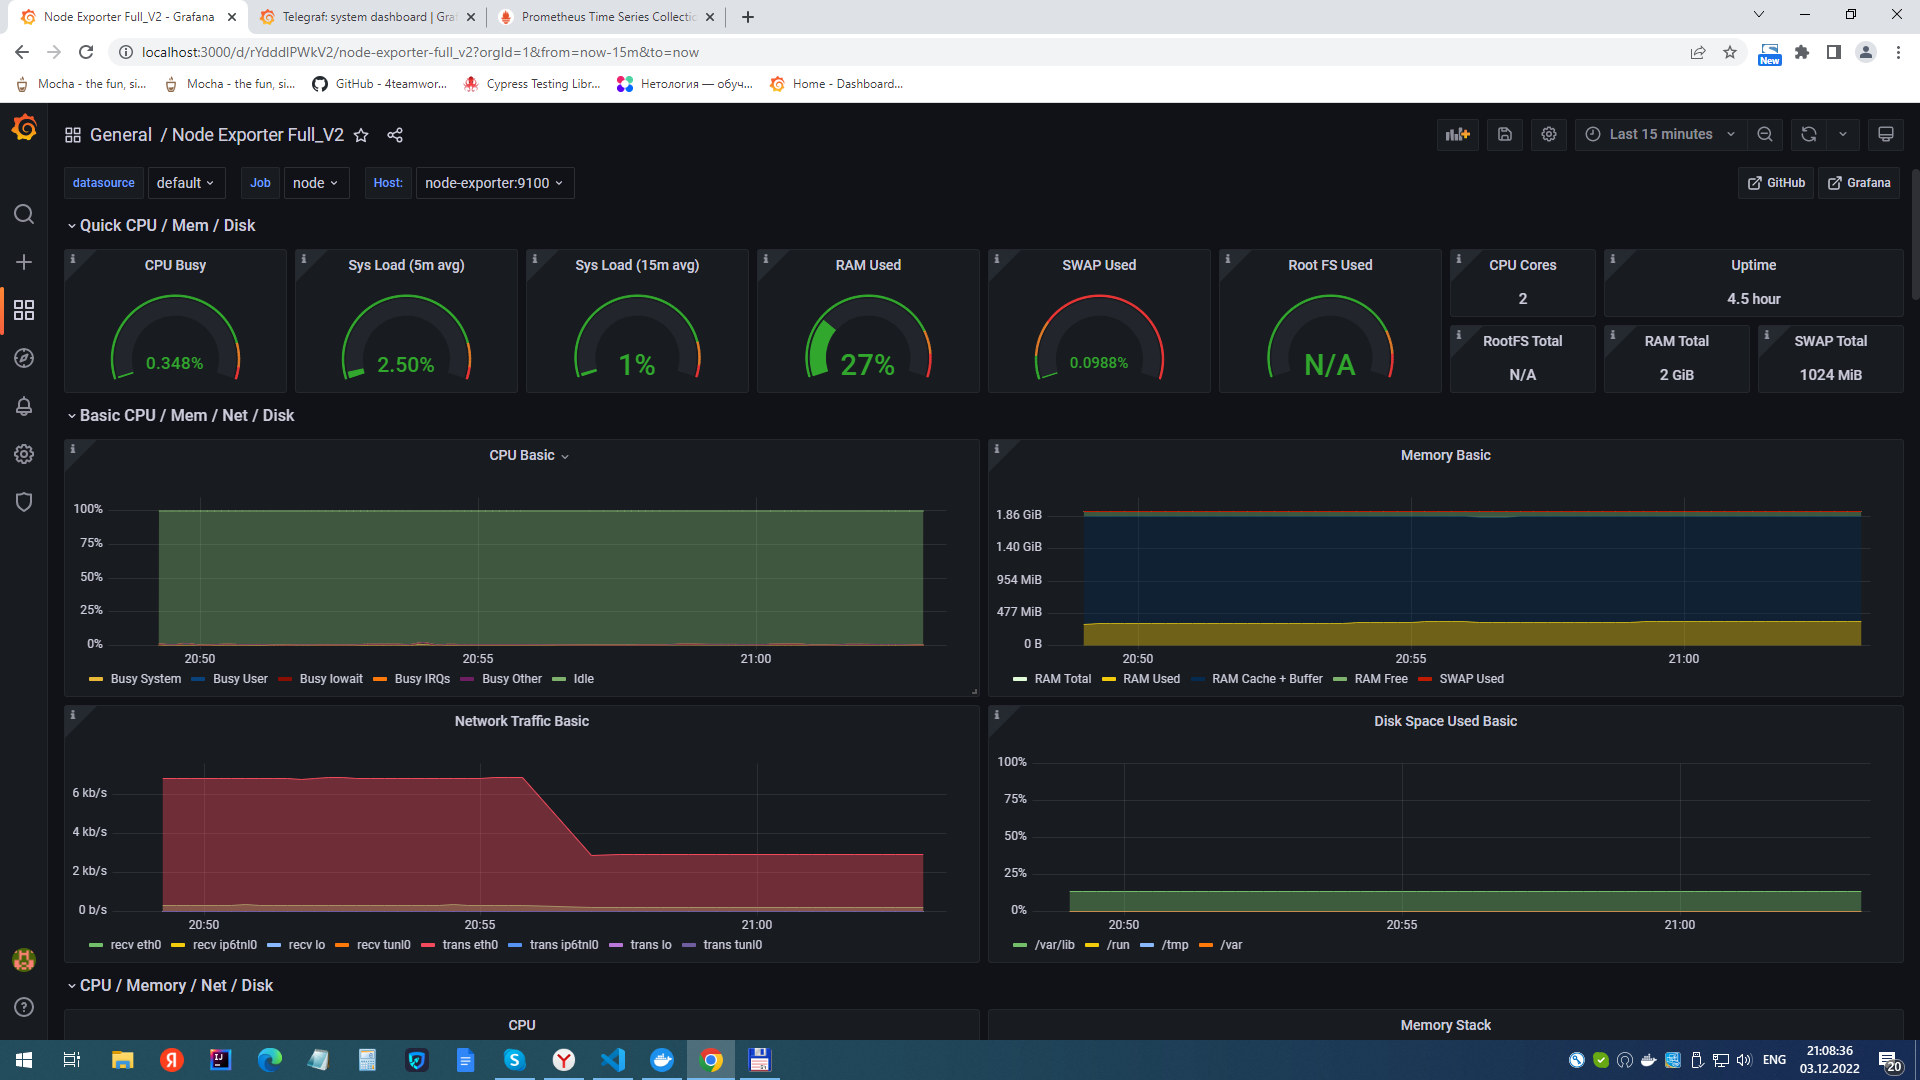 Node Exporter Full_V2 - Grafana
Telegraf: system dashboard | Graf
Prometheus Time Series Collectic
localhost:3000/d/rYdddlPWkV2/node-exporter-full_v2?orgId=1&from=now-15m&to=now
New
Mocha - the fun, si...
Mocha - the fun, si...
GitHub - 4teamwor...
Cypress Testing Libr...
Нетология — обуч...
Home - Dashboard...
General / Node Exporter Full_V2
Last 15 minutes
datasource default Job node Host: node-exporter:9100
GitHub Grafana
Quick CPU / Mem / Disk
CPU Busy
0.348%
Sys Load (5m avg)
2.50%
Sys Load (15m avg)
1%
RAM Used
27%
SWAP Used
0.0988%
Root FS Used
N/A
CPU Cores
2
Uptime
4.5 hour
RootFS Total
N/A
RAM Total
2 GiB
SWAP Total
1024 MiB
Basic CPU / Mem / Net / Disk
CPU Basic
100%
75%
50%
25%
0%
20:50 20:55 21:00
Busy System Busy User Busy Iowait Busy IRQs Busy Other Idle
Memory Basic
1.86 GiB
1.40 GiB
954 MiB
477 MiB
0 B
20:50 20:55 21:00
RAM Total RAM Used RAM Cache + Buffer RAM Free SWAP Used
Network Traffic Basic
6 kb/s
4 kb/s
2 kb/s
0 b/s
20:50 20:55 21:00
recv eth0 recv ip6tnl0 recv lo recv tunl0 trans eth0 trans ip6tnl0 trans lo trans tunl0
Disk Space Used Basic
100%
75%
50%
25%
0%
20:50 20:55 21:00
/var/lib /run /tmp /var
CPU / Memory / Net / Disk
CPU
Memory Stack
ENG
21:08:36
03.12.2022
20